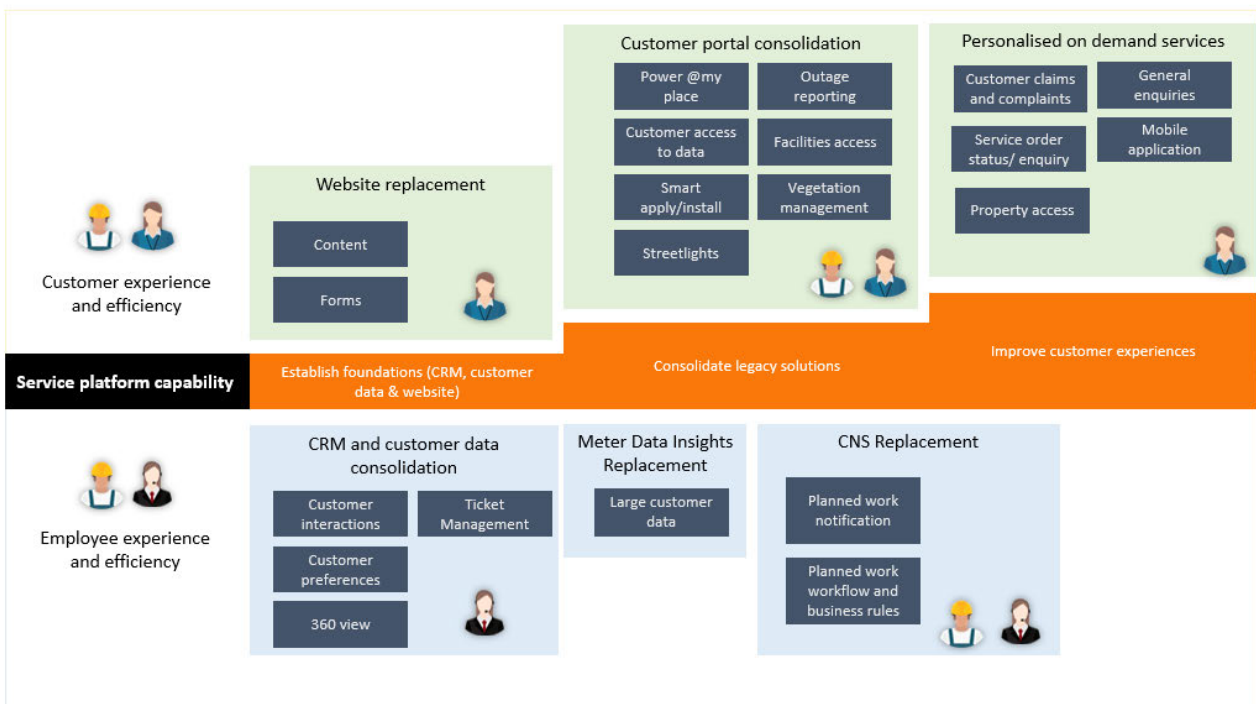 Customer portal consolidation
Power @my
place
Outage
reporting
Customer access
to data
Facilities access
Smart
apply/install
Vegetation
management
Streetlights
Personalised on demand services
Customer claims
and complaints
General
enquiries
Service order
status/ enquiry
Mobile
application
Property access
Website replacement
Content
Forms
Customer experience
and efficiency
Service platform capability
Establish foundations (CRM, customer
data & website)
Consolidate legacy solutions
Improve customer experiences
CRM and customer data
consolidation
Customer
interactions
Ticket
Management
Customer
preferences
360 view
Meter Data Insights
Replacement
Large customer
data
CNS Replacement
Planned work
notification
Planned work
workflow and
business rules
Employee experience
and efficiency